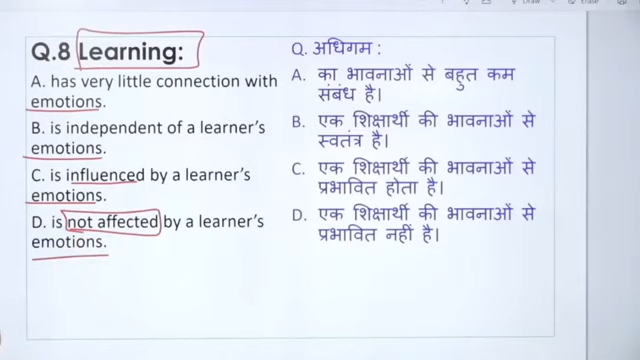 Draw
Erase
Q.8 Learning:
A. has very little connection with
emotions.
B. is independent of a learner's
emotions.
C. is influenced by a learner's
emotions.
D. is not affected by a learner's
emotions.
Q. अधिगम :
A. का भावनाओं से बहुत कम
संबंध है।
B. एक शिक्षार्थी की भावनाओं से
स्वतंत्र है।
C. एक शिक्षार्थी की भावनाओं से
प्रभावित होता है।
D. एक शिक्षार्थी की भावनाओं से
प्रभावित नहीं है।